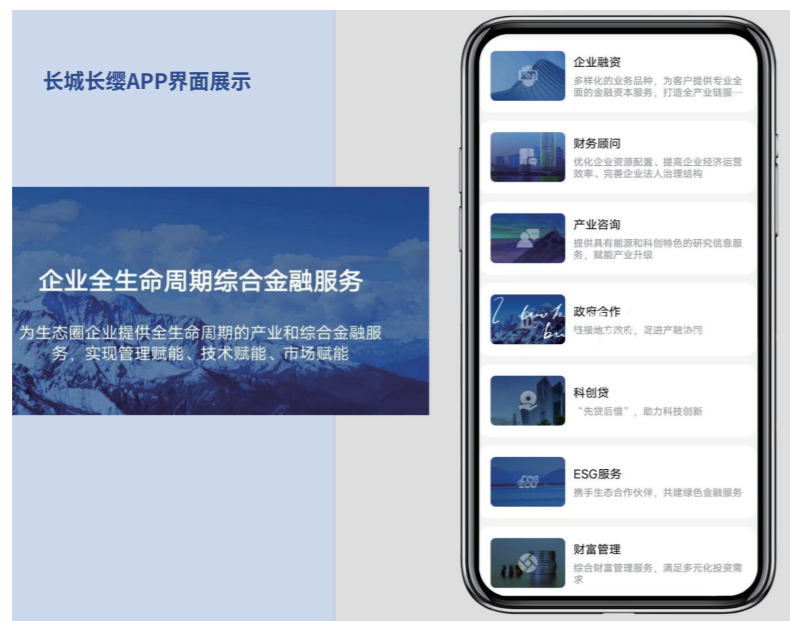 长城长缨APP界面展示
企业全生命周期综合金融服务
为生态圈企业提供全生命周期的产业和综合金融服
务，实现管理赋能、技术赋能、市场赋能
企业融资
多样化的业务品种，为客户提供专业全
面的金融资本服务，打造全产业链服…
财务顾问
优化企业资源配置、提高企业经济运营
效率、完善企业法人治理结构
产业咨询
提供具有能源和科创特色的研究信息服
务，赋能产业升级
政府合作
链接地方政府，促进产融协同
科创贷
“先贷后借”，助力科技创新
ESG服务
携手生态合作伙伴，共建绿色金融服务
财富管理
综合财富管理服务，满足多元化投资需
求